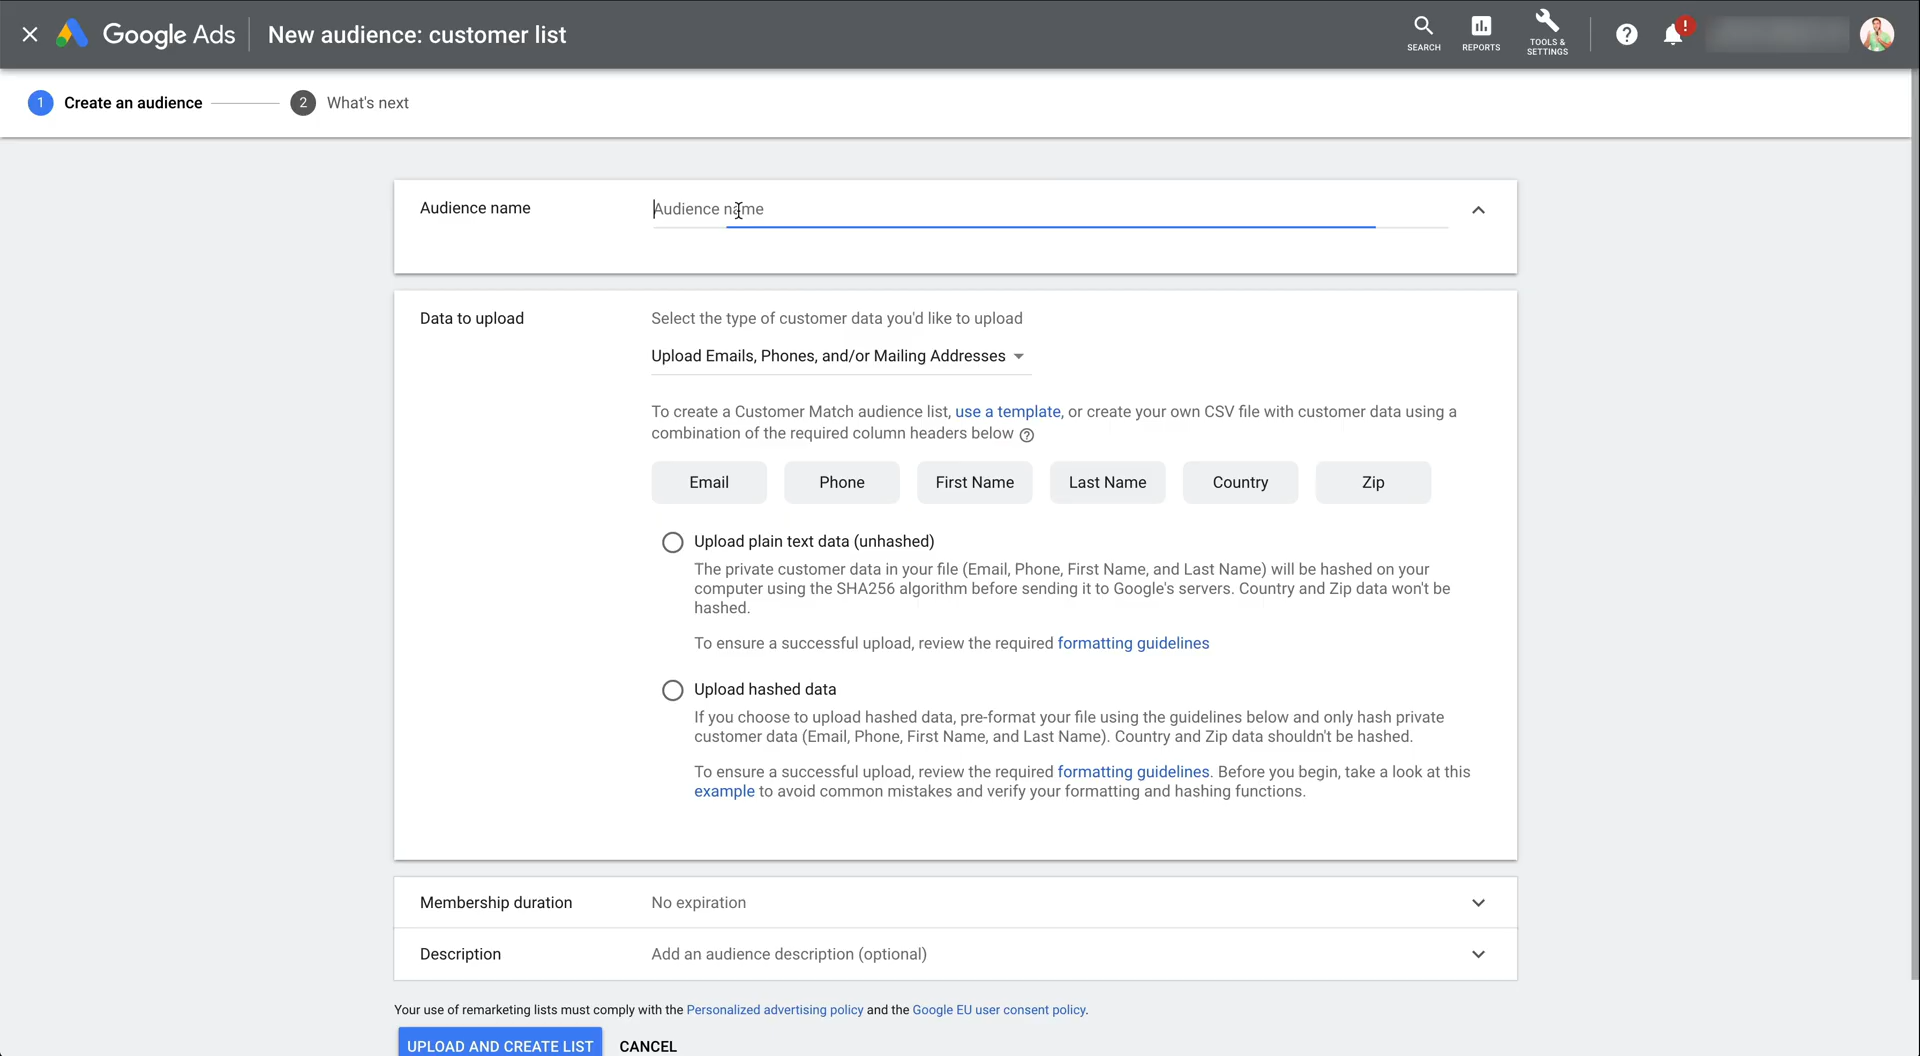 Google Ads
New audience: customer list
SEARCH
REPORTS
TOOLS &
SETTINGS
?
!
1 Create an audience
2 What's next
Audience name
Audience name
Data to upload
Select the type of customer data you'd like to upload
Upload Emails, Phones, and/or Mailing Addresses
To create a Customer Match audience list, use a template, or create your own CSV file with customer data using a
combination of the required column headers below ?
Email Phone First Name Last Name Country Zip
Upload plain text data (unhashed)
The private customer data in your file (Email, Phone, First Name, and Last Name) will be hashed on your
computer using the SHA256 algorithm before sending it to Google's servers. Country and Zip data won't be
hashed.
To ensure a successful upload, review the required formatting guidelines
Upload hashed data
If you choose to upload hashed data, pre-format your file using the guidelines below and only hash private
customer data (Email, Phone, First Name, and Last Name). Country and Zip data shouldn't be hashed.
To ensure a successful upload, review the required formatting guidelines. Before you begin, take a look at this
example to avoid common mistakes and verify your formatting and hashing functions.
Membership duration
No expiration
Description
Add an audience description (optional)
Your use of remarketing lists must comply with the Personalized advertising policy and the Google EU user consent policy.
UPLOAD AND CREATE LIST
CANCEL